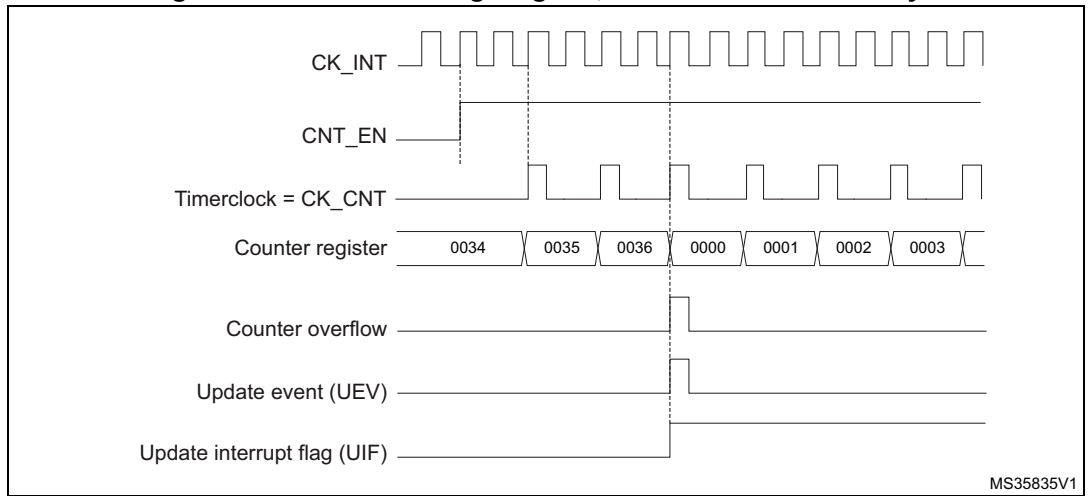 CK_INT
CNT_EN
Timerclock = CK_CNT
Counter register 0034 0035 0036 0000 0001 0002 0003
Counter overflow
Update event (UEV)
Update interrupt flag (UIF)
MS35835V1